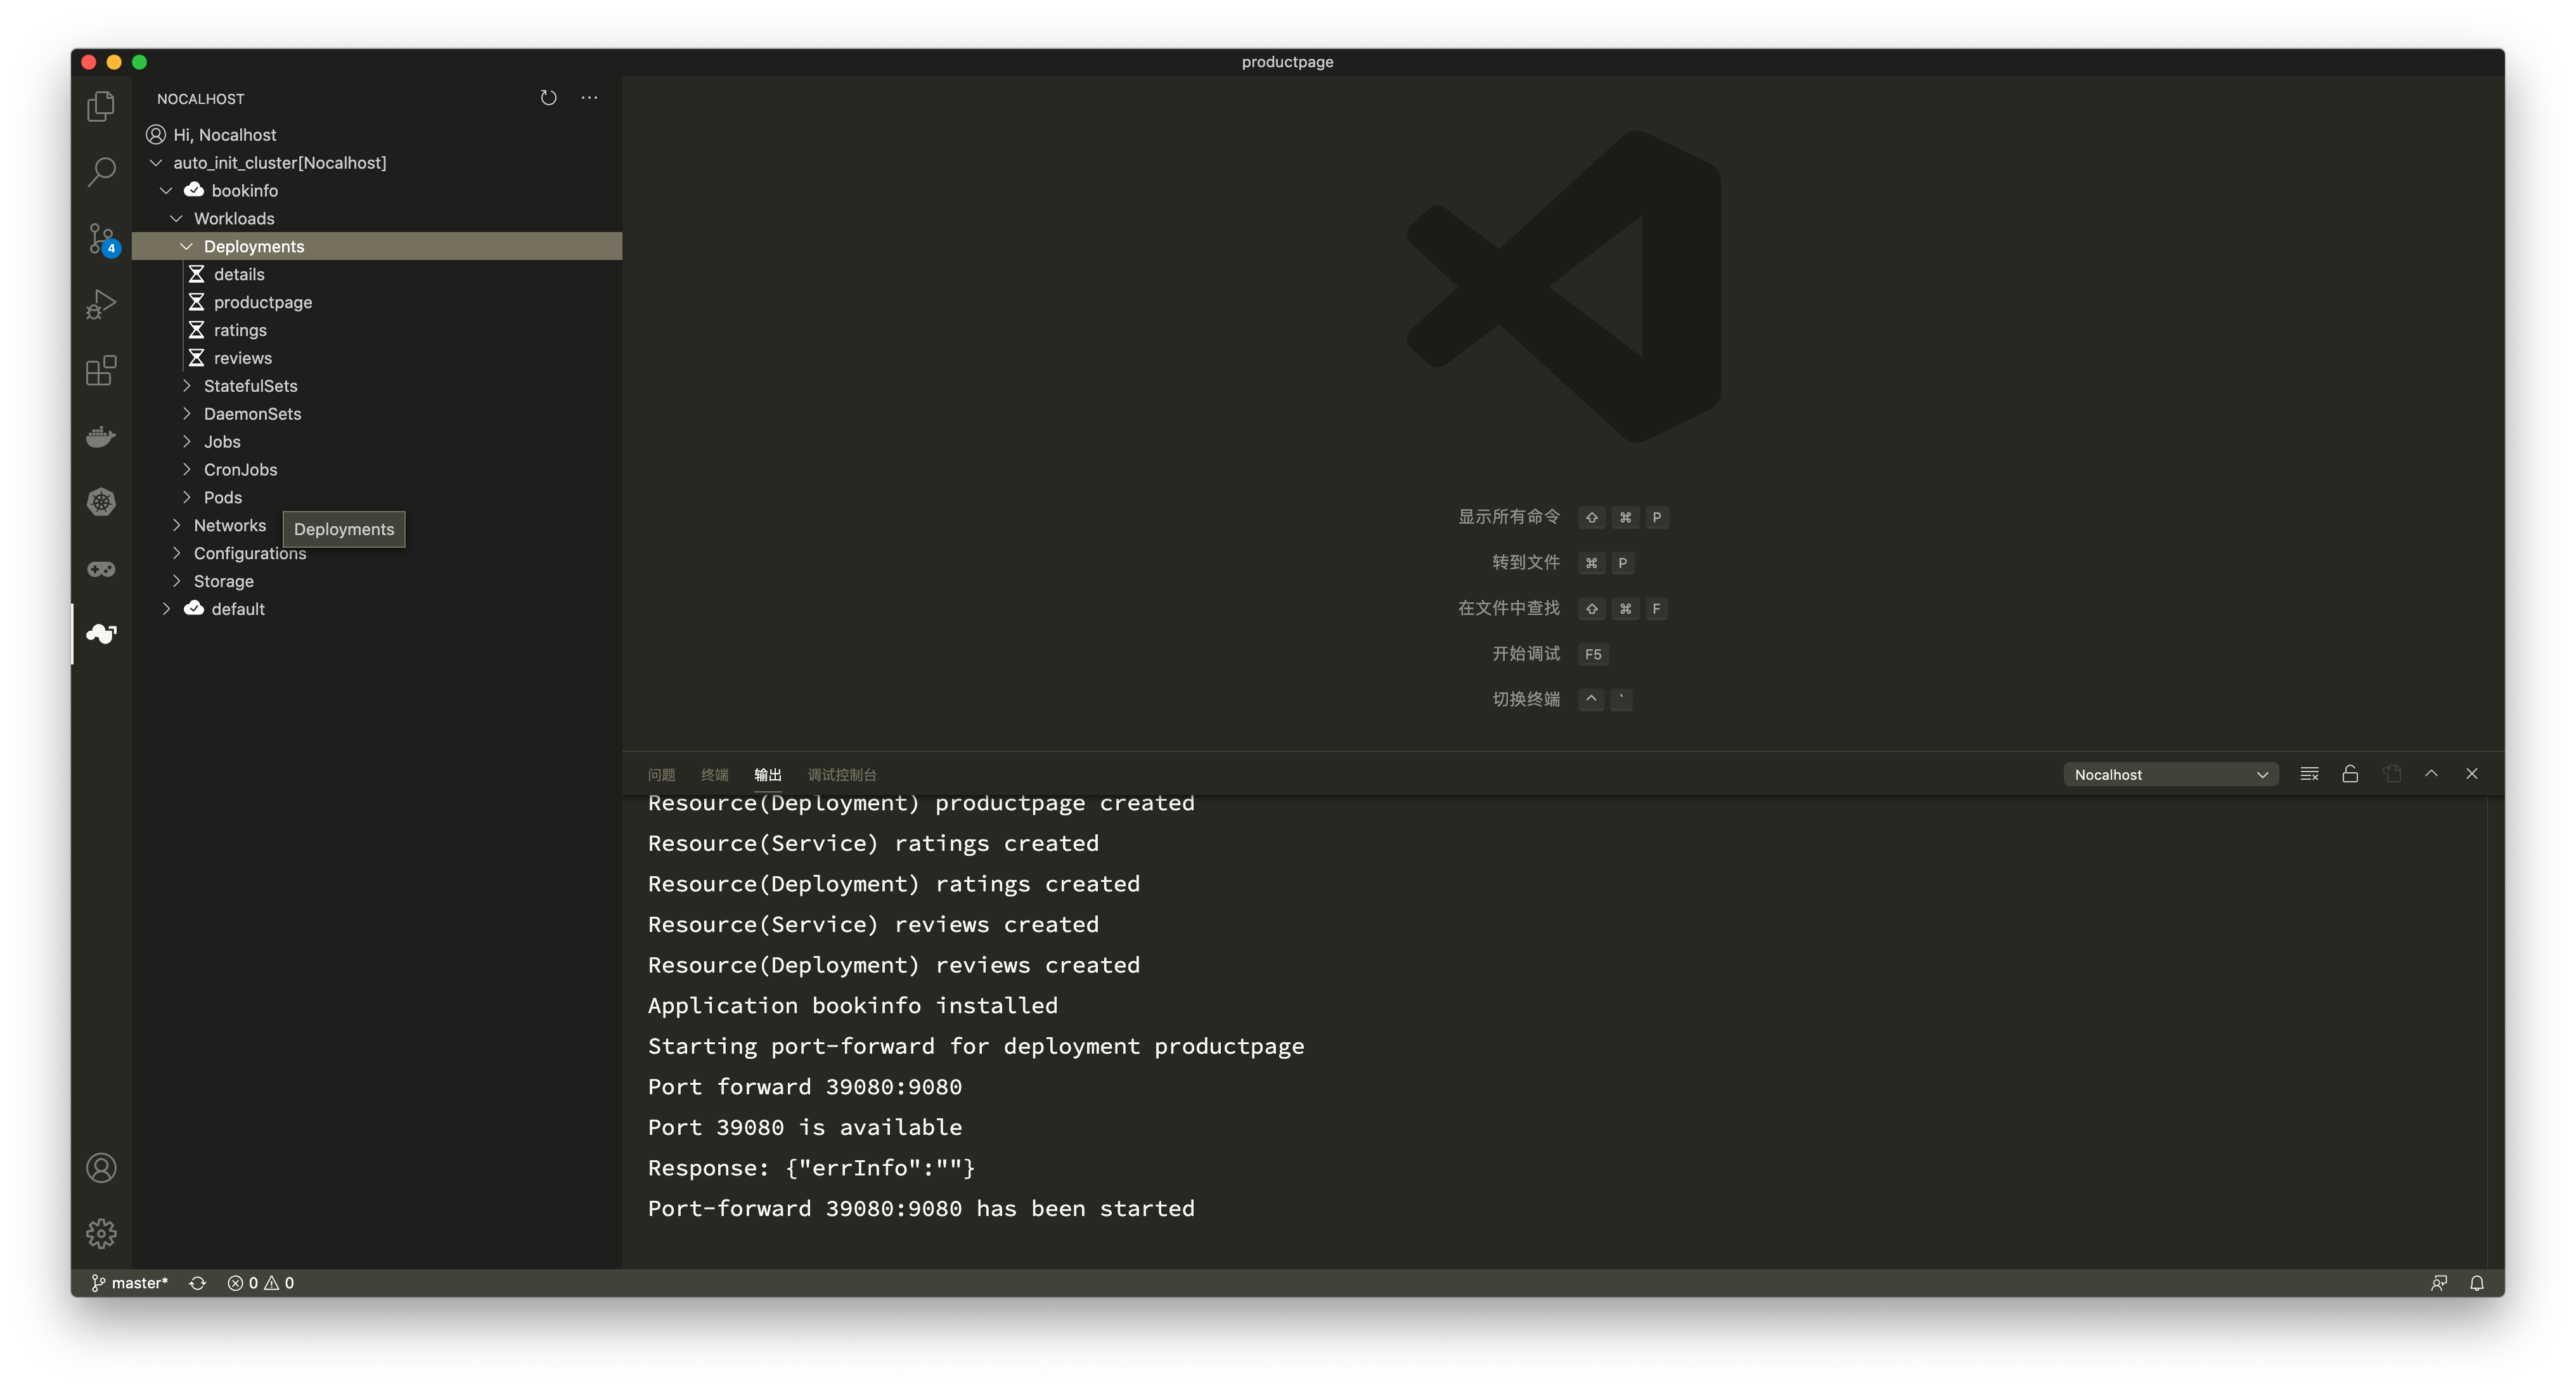 productpage
NOCALHOST
Hi, Nocalhost
auto_init_cluster[Nocalhost]
bookinfo
Workloads
Deployments
4
details
productpage
ratings
reviews
StatefulSets
DaemonSets
Jobs
CronJobs
Pods
Networks
Deployments
Configurations
Storage
default
显示所有命令 ⇧ ⌘ P
转到文件 ⌘ P
在文件中查找 ⇧ ⌘ F
开始调试 F5
切换终端 ^ `
问题 终端 输出 调试控制台 Nocalhost
Resource(Deployment) productpage created
Resource(Service) ratings created
Resource(Deployment) ratings created
Resource(Service) reviews created
Resource(Deployment) reviews created
Application bookinfo installed
Starting port-forward for deployment productpage
Port forward 39080:9080
Port 39080 is available
Response: {"errInfo":""}
Port-forward 39080:9080 has been started
master* 0 0